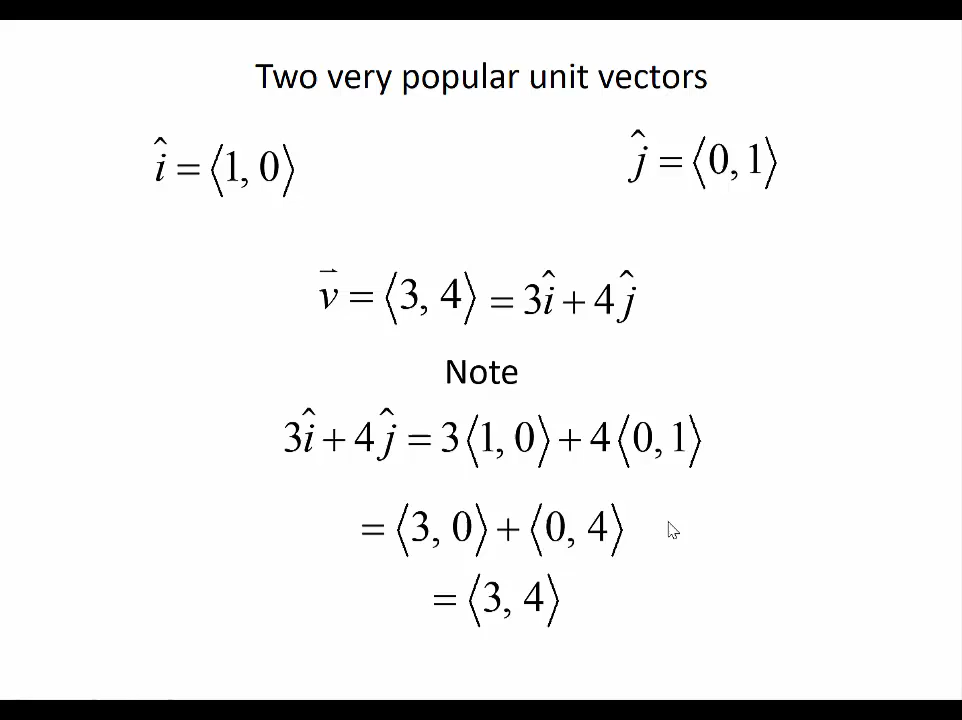 Two very popular unit vectors
î = ⟨1, 0⟩
ĵ = ⟨0, 1⟩
v⃑ = ⟨3, 4⟩ = 3î + 4ĵ
Note
3î + 4ĵ = 3⟨1, 0⟩ + 4⟨0, 1⟩
= ⟨3, 0⟩ + ⟨0, 4⟩
= ⟨3, 4⟩